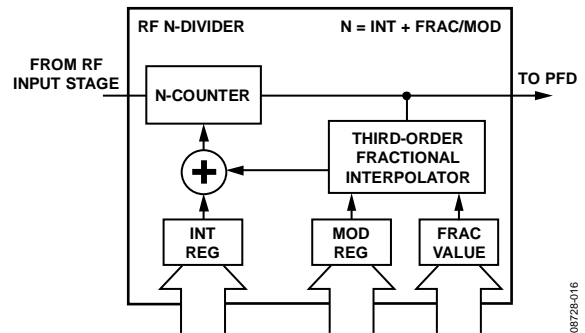 RF N-DIVIDER
N = INT + FRAC/MOD
FROM RF
INPUT STAGE
TO PFD
N-COUNTER
THIRD-ORDER
FRACTIONAL
INTERPOLATOR
+
INT
REG
MOD
REG
FRAC
VALUE
08728-016